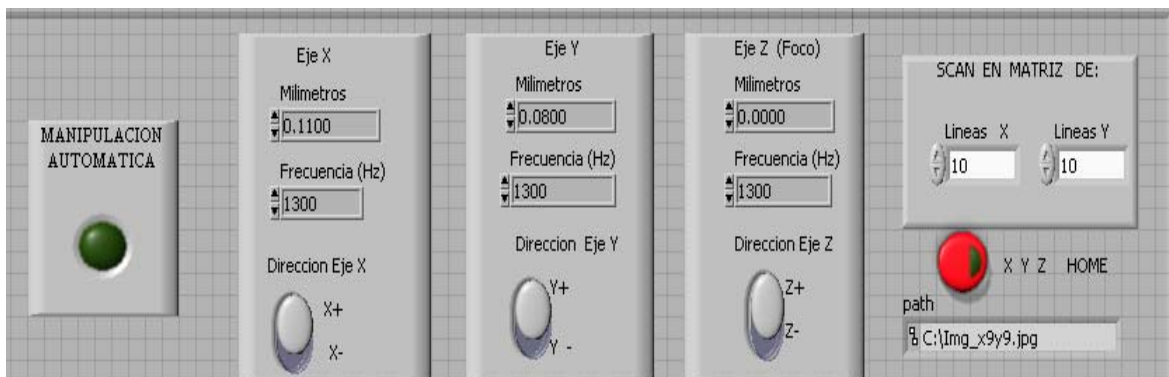 MANIPULACION
AUTOMATICA
Eje X
Milimetros
0.1100
Frecuencia (Hz)
1300
Direccion Eje X
X+
X-
Eje Y
Milimetros
0.0800
Frecuencia (Hz)
1300
Direccion Eje Y
Y+
Y -
Eje Z (Foco)
Milimetros
0.0000
Frecuencia (Hz)
1300
Direccion Eje Z
Z+
Z-
SCAN EN MATRIZ DE:
Lineas X Lineas Y
10 10
X Y Z HOME
path
C:\Img_x9y9.jpg